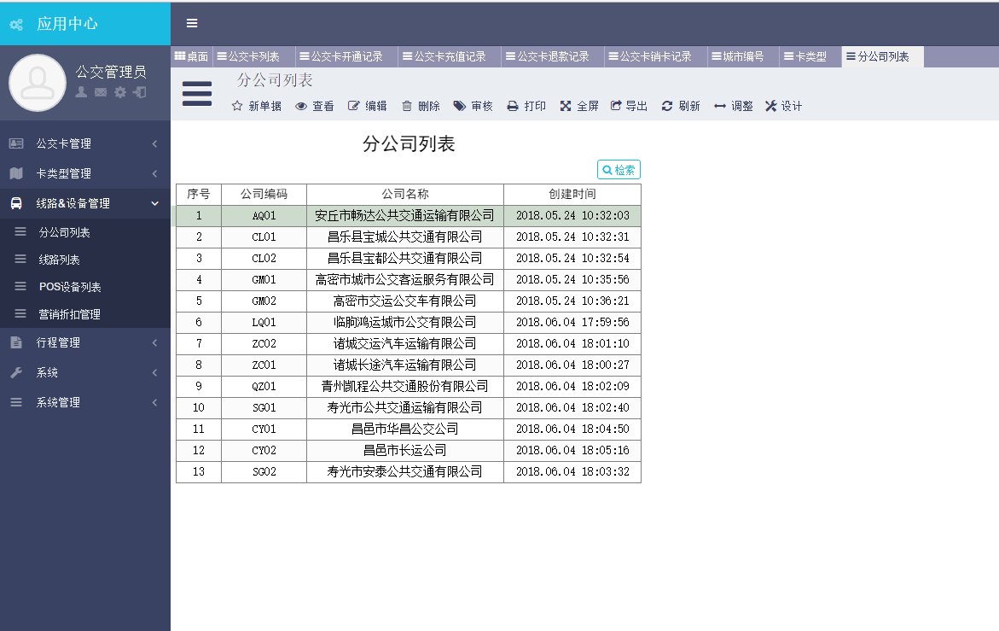 应用中心
公交管理员
公交卡管理
卡类型管理
线路&设备管理
分公司列表
线路列表
POS设备列表
营销折扣管理
行程管理
系统
系统管理
桌面 公交卡列表 公交卡开通记录 公交卡充值记录 公交卡退款记录 公交卡销卡记录 城市编号 卡类型 分公司列表
分公司列表
新单据 查看 编辑 删除 审核 打印 全屏 导出 刷新 调整 设计
分公司列表
检索
序号 公司编码 公司名称 创建时间
1 AQ01 安丘市畅达公共交通运输有限公司 2018.05.24 10:32:03
2 CL01 昌乐县宝城公共交通有限公司 2018.05.24 10:32:31
3 CL02 昌乐县宝都公共交通有限公司 2018.05.24 10:32:54
4 GM01 高密市城市公交客运服务有限公司 2018.05.24 10:35:56
5 GM02 高密市交运公交车有限公司 2018.05.24 10:36:21
6 LQ01 临朐鸿运城市公交有限公司 2018.06.04 17:59:56
7 ZC02 诸城交运汽车运输有限公司 2018.06.04 18:01:10
8 ZC01 诸城长途汽车运输有限公司 2018.06.04 18:00:27
9 QZ01 青州凯程公共交通股份有限公司 2018.06.04 18:02:09
10 SG01 寿光市公共交通运输有限公司 2018.06.04 18:02:40
11 CY01 昌邑市华昌公交公司 2018.06.04 18:04:50
12 CY02 昌邑市长运公司 2018.06.04 18:05:16
13 SG02 寿光市安泰公共交通有限公司 2018.06.04 18:03:32